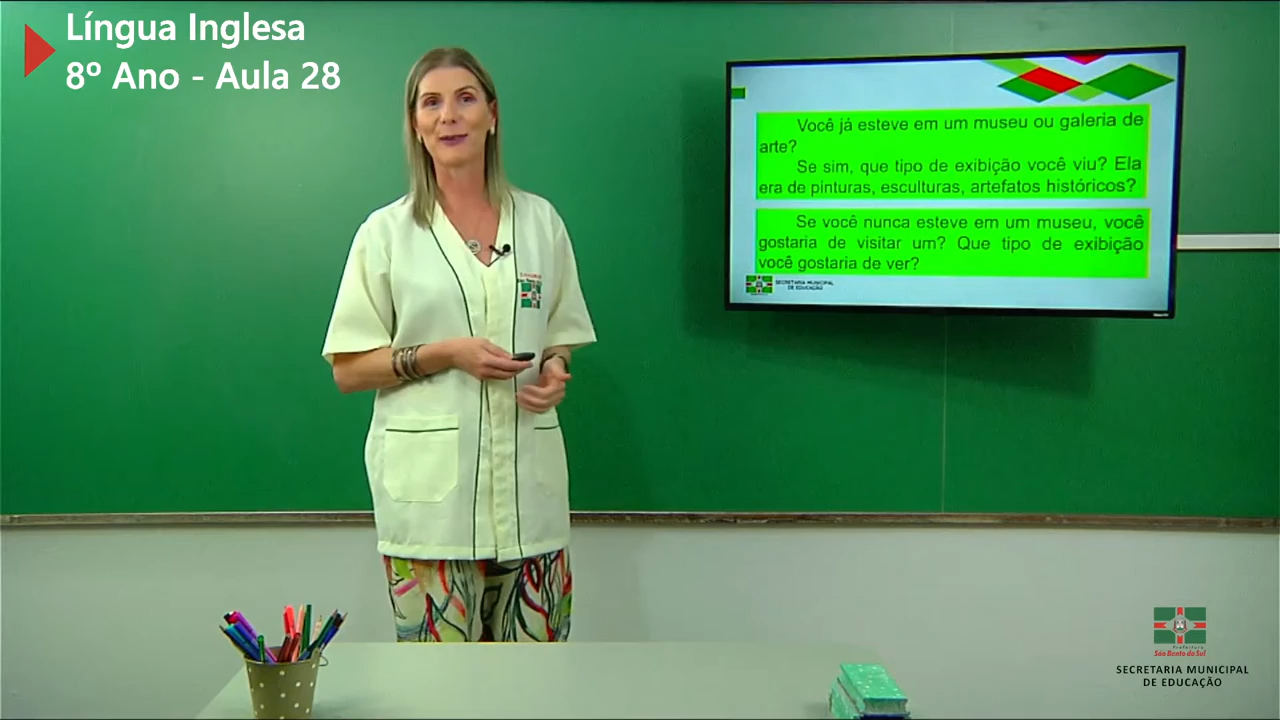 Língua Inglesa
8º Ano - Aula 28
Você já esteve em um museu ou galeria de
arte?
Se sim, que tipo de exibição você viu? Ela
era de pinturas, esculturas, artefatos históricos?
Se você nunca esteve em um museu, você
gostaria de visitar um? Que tipo de exibição
você gostaria de ver?
SECRETARIA MUNICIPAL
DE EDUCAÇÃO
Prefeitura
São Bento do Sul
SECRETARIA MUNICIPAL
DE EDUCAÇÃO